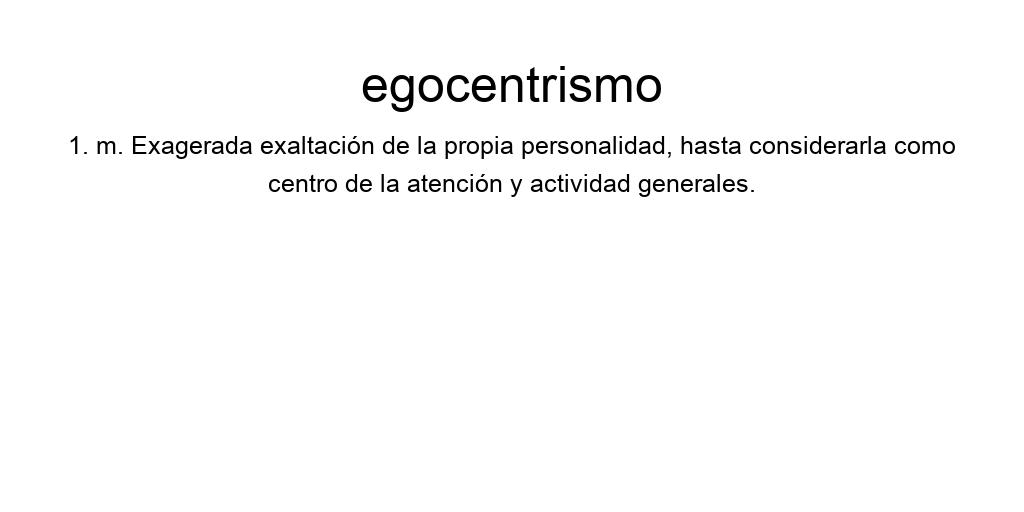 egocentrismo
1. m. Exagerada exaltación de la propia personalidad, hasta considerarla como
centro de la atención y actividad generales.